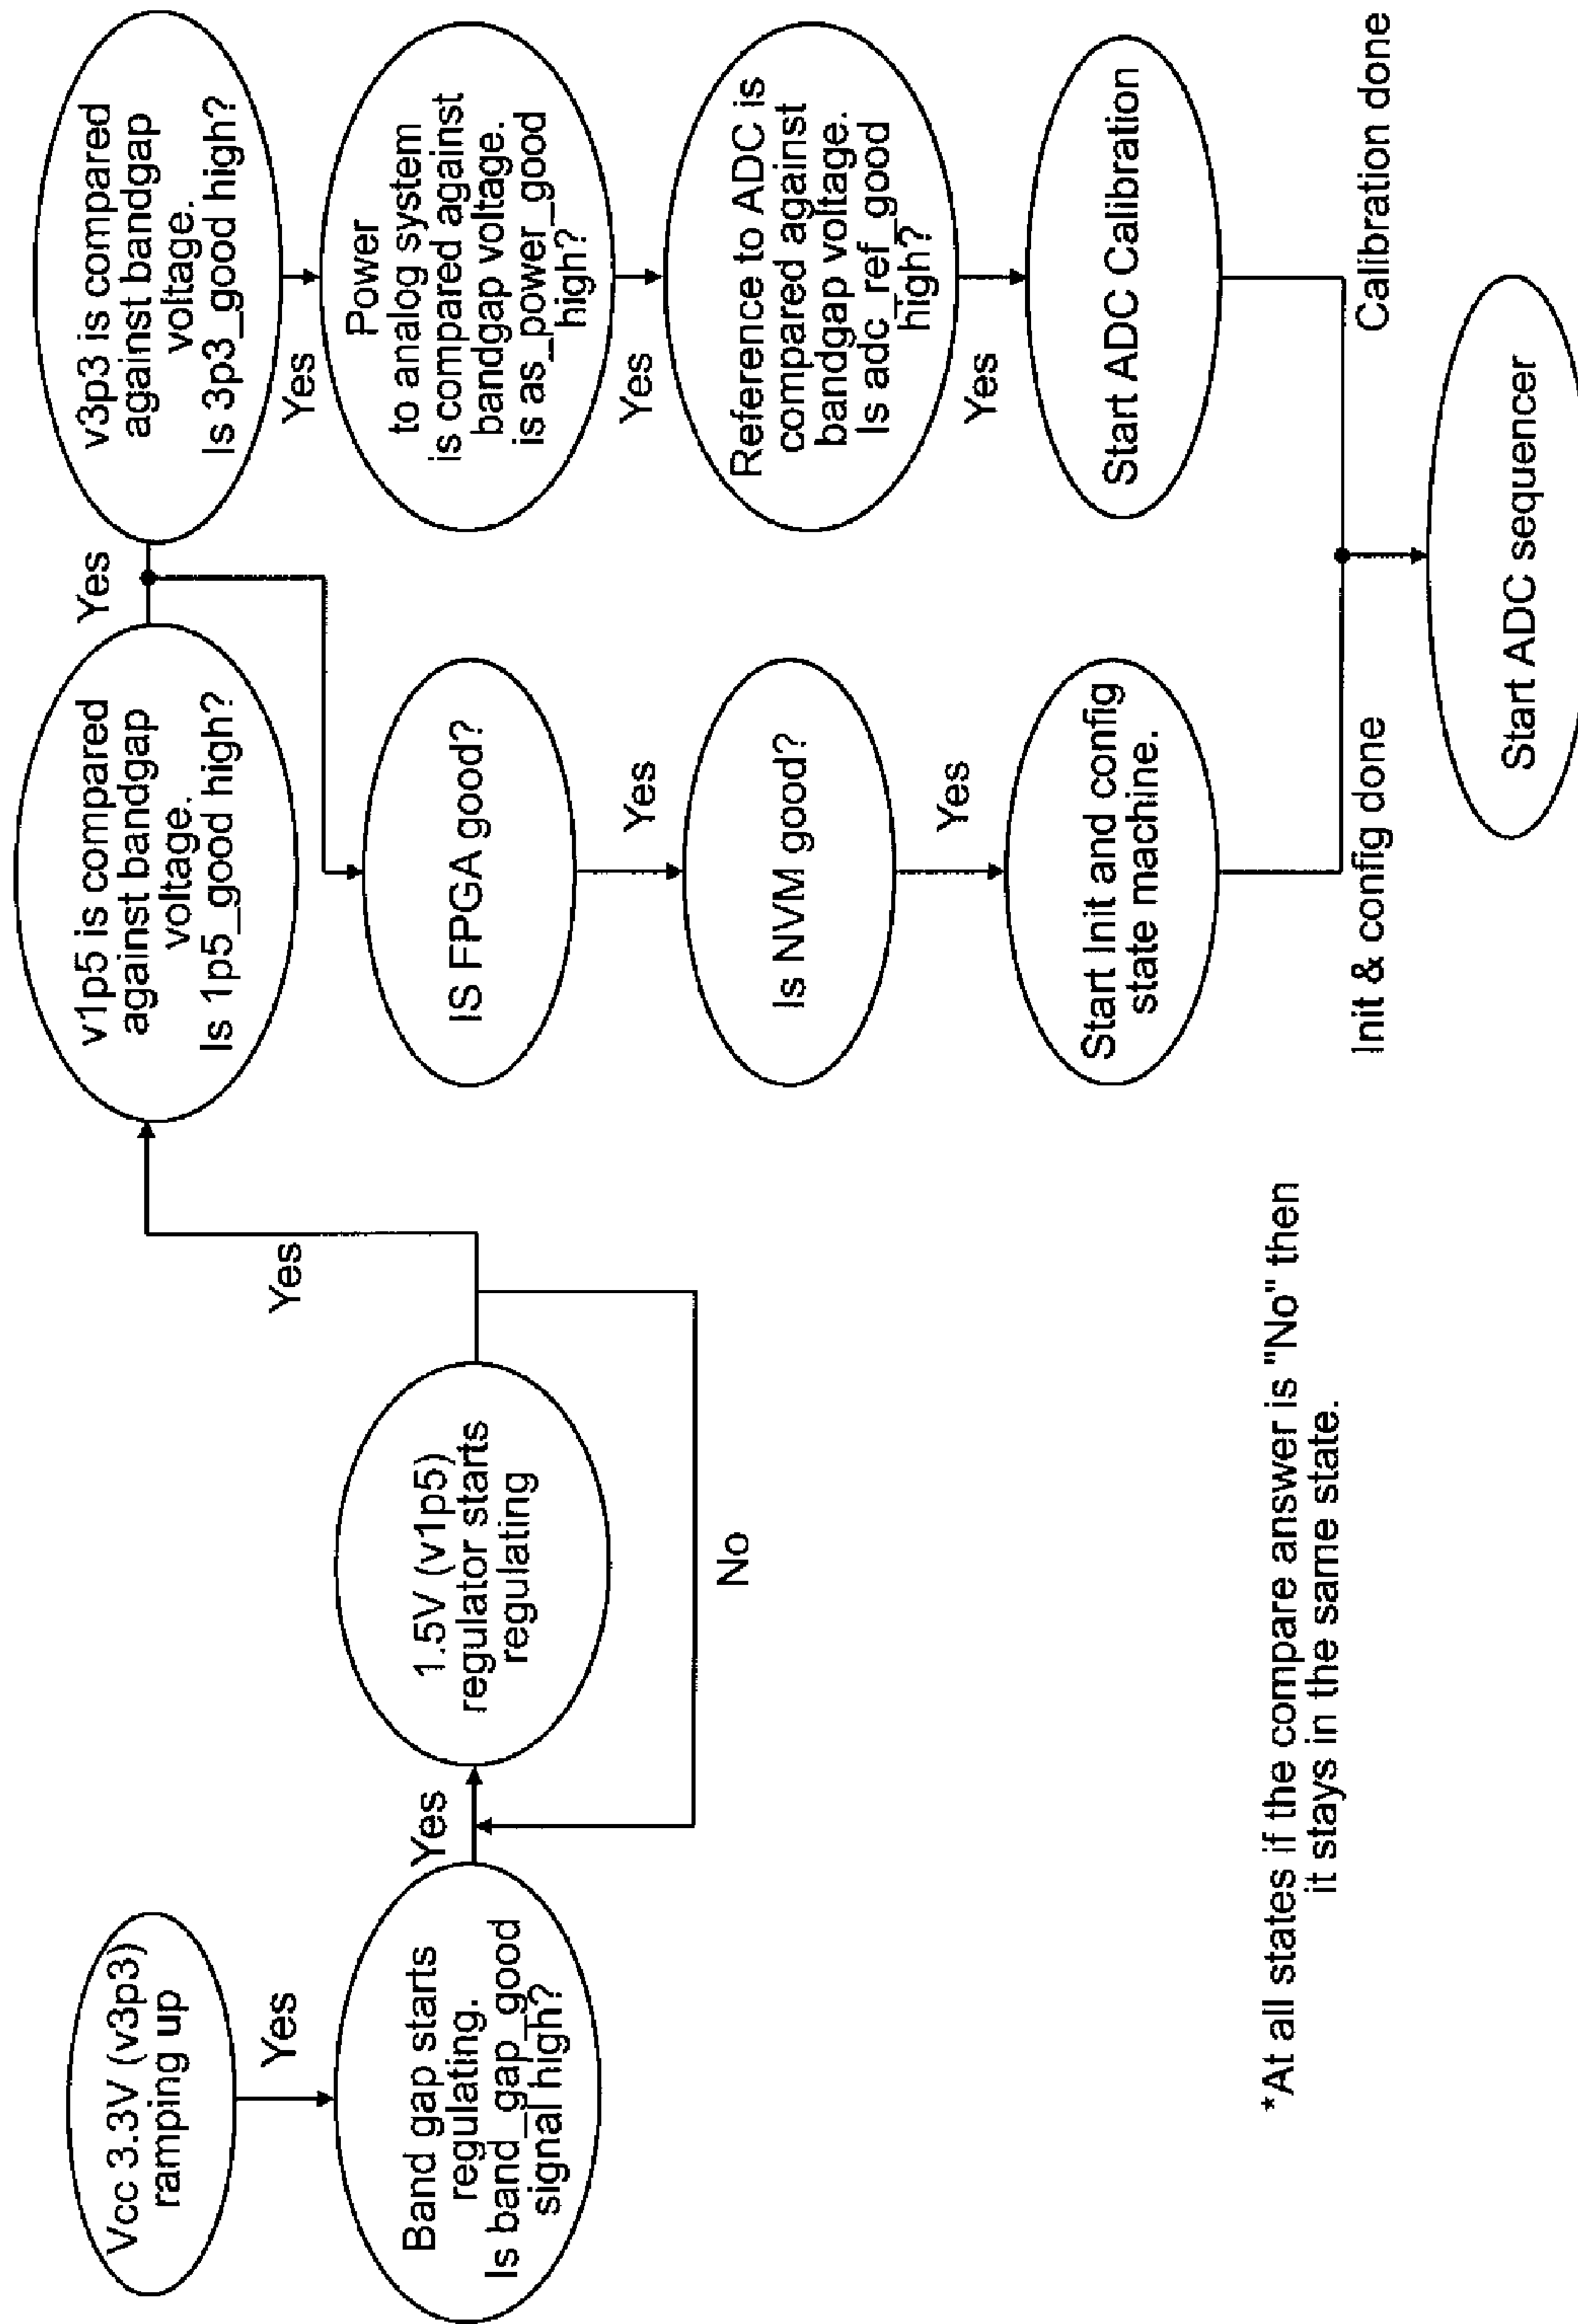 Vcc 3.3V (v3p3)
ramping up
Yes
Band gap starts
regulating.
Is band_gap_good
signal high?
Yes
1.5V (v1p5)
regulator starts
regulating
No
Yes
v1p5 is compared
against bandgap
voltage.
Is 1p5_good high?
Yes
v3p3 is compared
against bandgap
voltage.
Is 3p3_good high?
Yes
Power
to analog system
is compared against
bandgap voltage.
is as_power_good
high?
Yes
Reference to ADC is
compared against
bandgap voltage.
Is adc_ref_good
high?
Yes
Start ADC Calibration
Calibration done
IS FPGA good?
Yes
Is NVM good?
Yes
Start Init and config
state machine.
Init & config done
Start ADC sequencer
*At all states if the compare answer is "No" then
it stays in the same state.